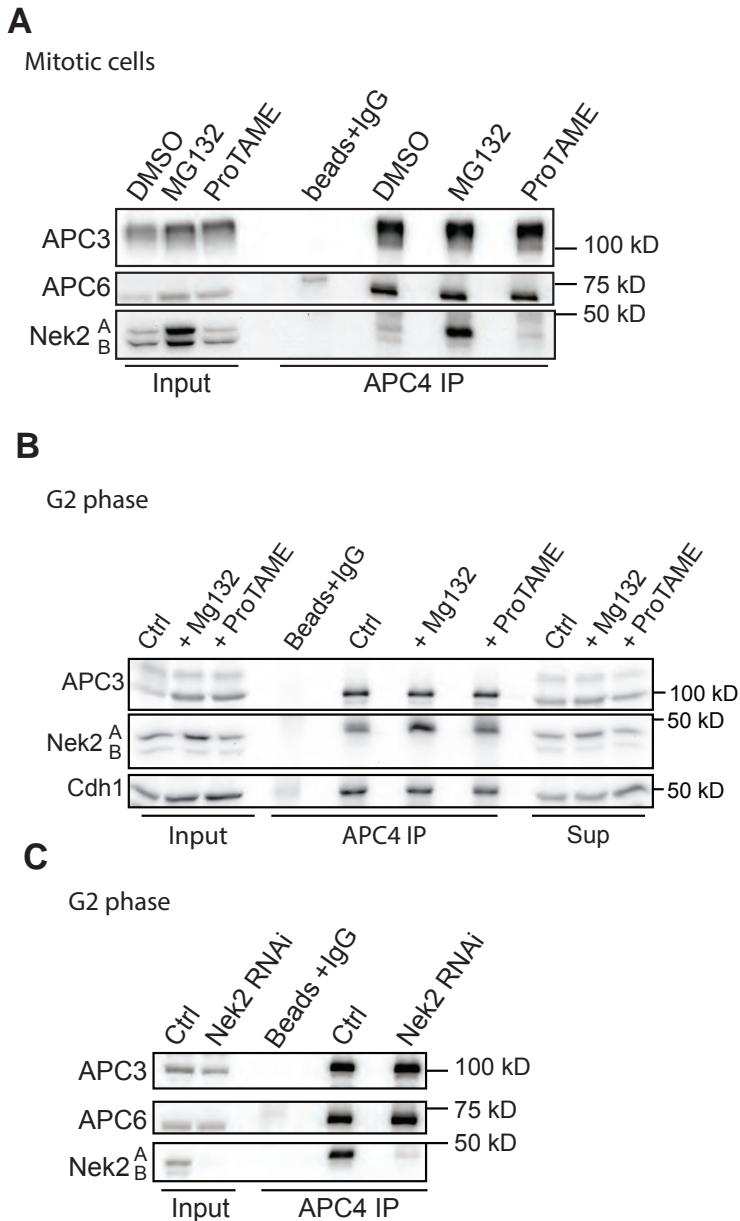 A
Mitotic cells
DMSO MG132 ProTAME beads+IgG DMSO MG132 ProTAME
APC3
100 kD
APC6
75 kD
50 kD
Nek2 A
B
Input APC4 IP
B
G2 phase
Ctrl + Mg132 + ProTAME Beads+IgG Ctrl + Mg132 + ProTAME Ctrl + Mg132 + ProTAME
APC3
100 kD
50 kD
Nek2 A
B
Cdh1 50 kD
Input APC4 IP Sup
C
G2 phase
Ctrl Nek2 RNAi Beads +IgG Ctrl Nek2 RNAi
APC3 100 kD
APC6 75 kD
50 kD
Nek2 A
B
Input APC4 IP